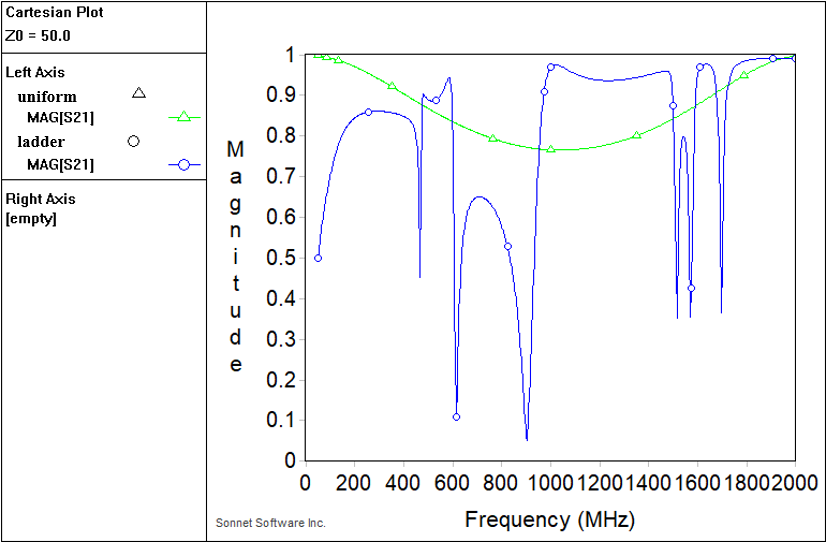 Cartesian Plot
Z0 = 50.0
Left Axis
uniform
MAG[S21]
ladder
MAG[S21]
Right Axis
[empty]
Magnitude
1
0.9
0.8
0.7
0.6
0.5
0.4
0.3
0.2
0.1
0
0 200 400 600 800 1000 1200 1400 1600 1800 2000
Frequency (MHz)
Sonnet Software Inc.